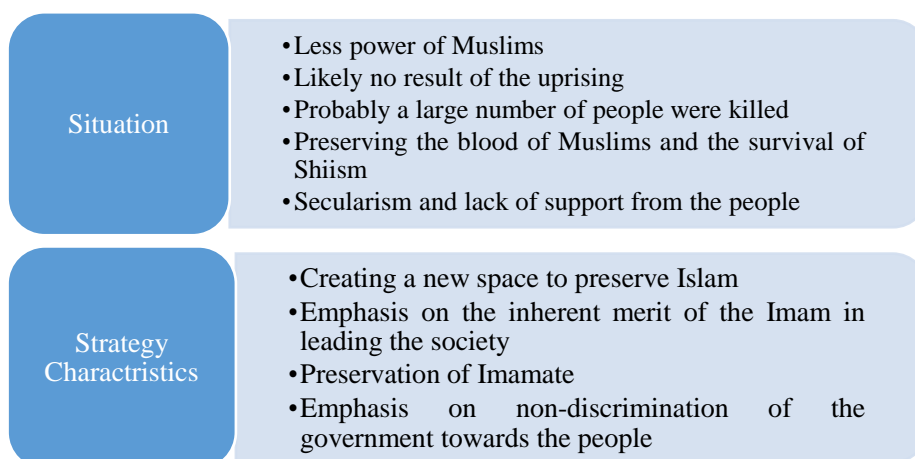 Situation
•Less power of Muslims
•Likely no result of the uprising
•Probably a large number of people were killed
•Preserving the blood of Muslims and the survival of
Shiism
•Secularism and lack of support from the people
Strategy
Charactristics
•Creating a new space to preserve Islam
•Emphasis on the inherent merit of the Imam in
leading the society
•Preservation of Imamate
•Emphasis on non-discrimination of the
government towards the people